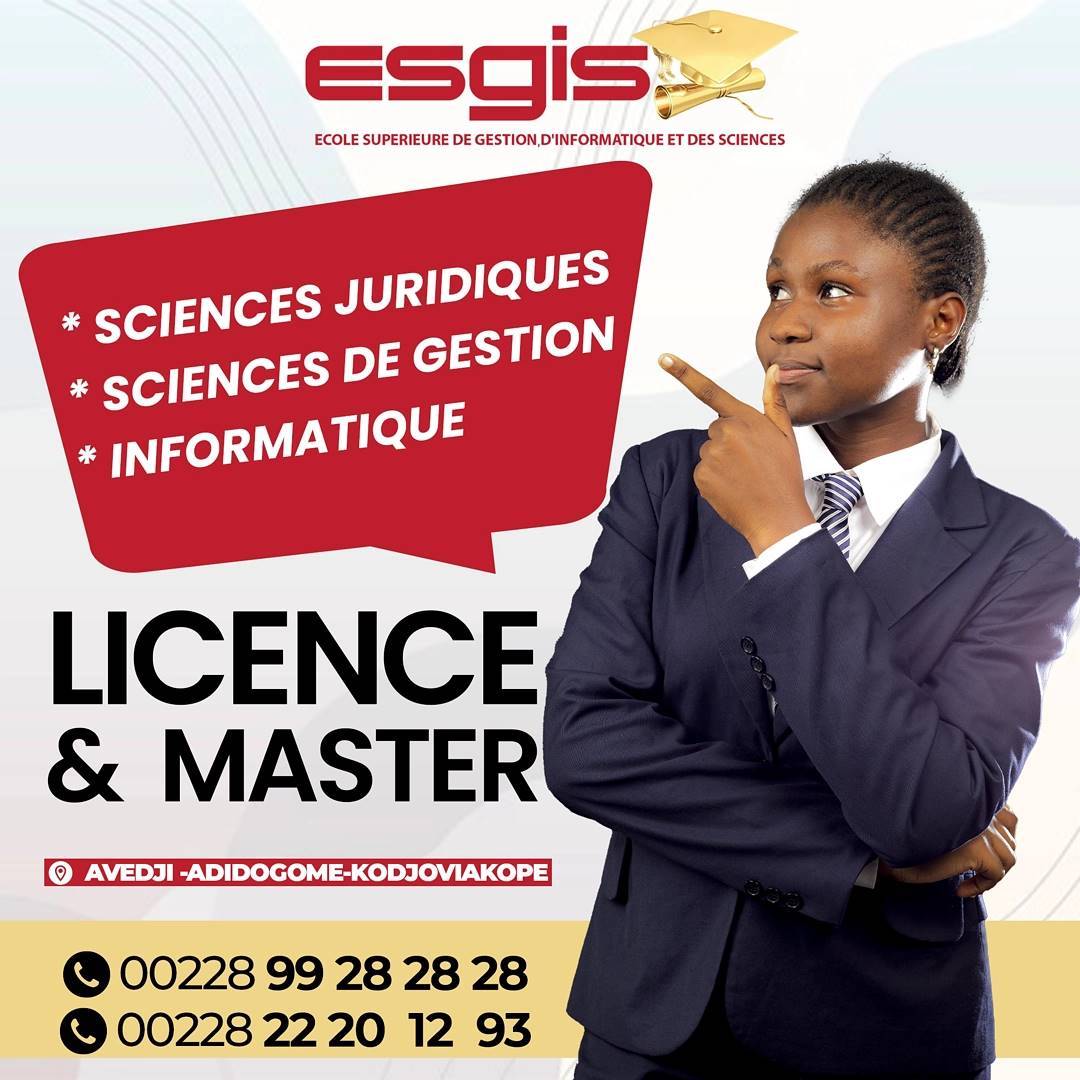 esgis
ECOLE SUPERIEURE DE GESTION,D'INFORMATIQUE ET DES SCIENCES
* SCIENCES JURIDIQUES
* SCIENCES DE GESTION
* INFORMATIQUE
LICENCE
& MASTER
AVEDJI -ADIDOGOME-KODJOVIAKOPE
00228 99 28 28 28
00228 22 20 12 93